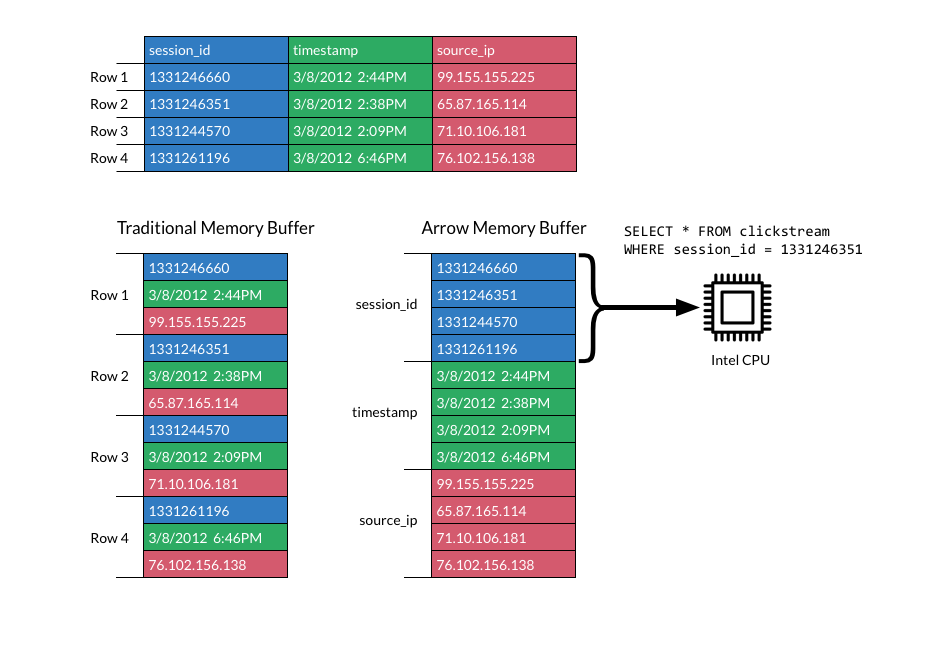 session_id timestamp source_ip
Row 1 1331246660 3/8/2012 2:44PM 99.155.155.225
Row 2 1331246351 3/8/2012 2:38PM 65.87.165.114
Row 3 1331244570 3/8/2012 2:09PM 71.10.106.181
Row 4 1331261196 3/8/2012 6:46PM 76.102.156.138
Traditional Memory Buffer
Row 1
1331246660
3/8/2012 2:44PM
99.155.155.225
Row 2
1331246351
3/8/2012 2:38PM
65.87.165.114
Row 3
1331244570
3/8/2012 2:09PM
71.10.106.181
Row 4
1331261196
3/8/2012 6:46PM
76.102.156.138
Arrow Memory Buffer
session_id
1331246660
1331246351
1331244570
1331261196
timestamp
3/8/2012 2:44PM
3/8/2012 2:38PM
3/8/2012 2:09PM
3/8/2012 6:46PM
source_ip
99.155.155.225
65.87.165.114
71.10.106.181
76.102.156.138
SELECT * FROM clickstream
WHERE session_id = 1331246351
Intel CPU